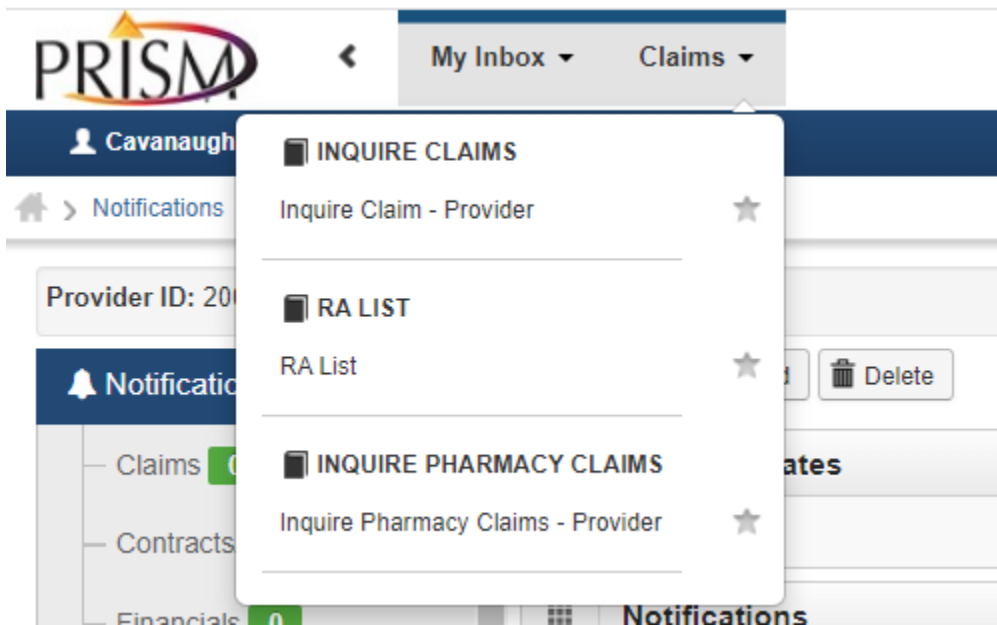 PRISM
My Inbox
Claims
Cavanaugh
INQUIRE CLAIMS
Inquire Claim - Provider
Notifications
RA LIST
Provider ID: 20
RA List
Delete
Notificatio
Claims
INQUIRE PHARMACY CLAIMS
ates
Inquire Pharmacy Claims - Provider
Contracts
Financials 0
Notifications